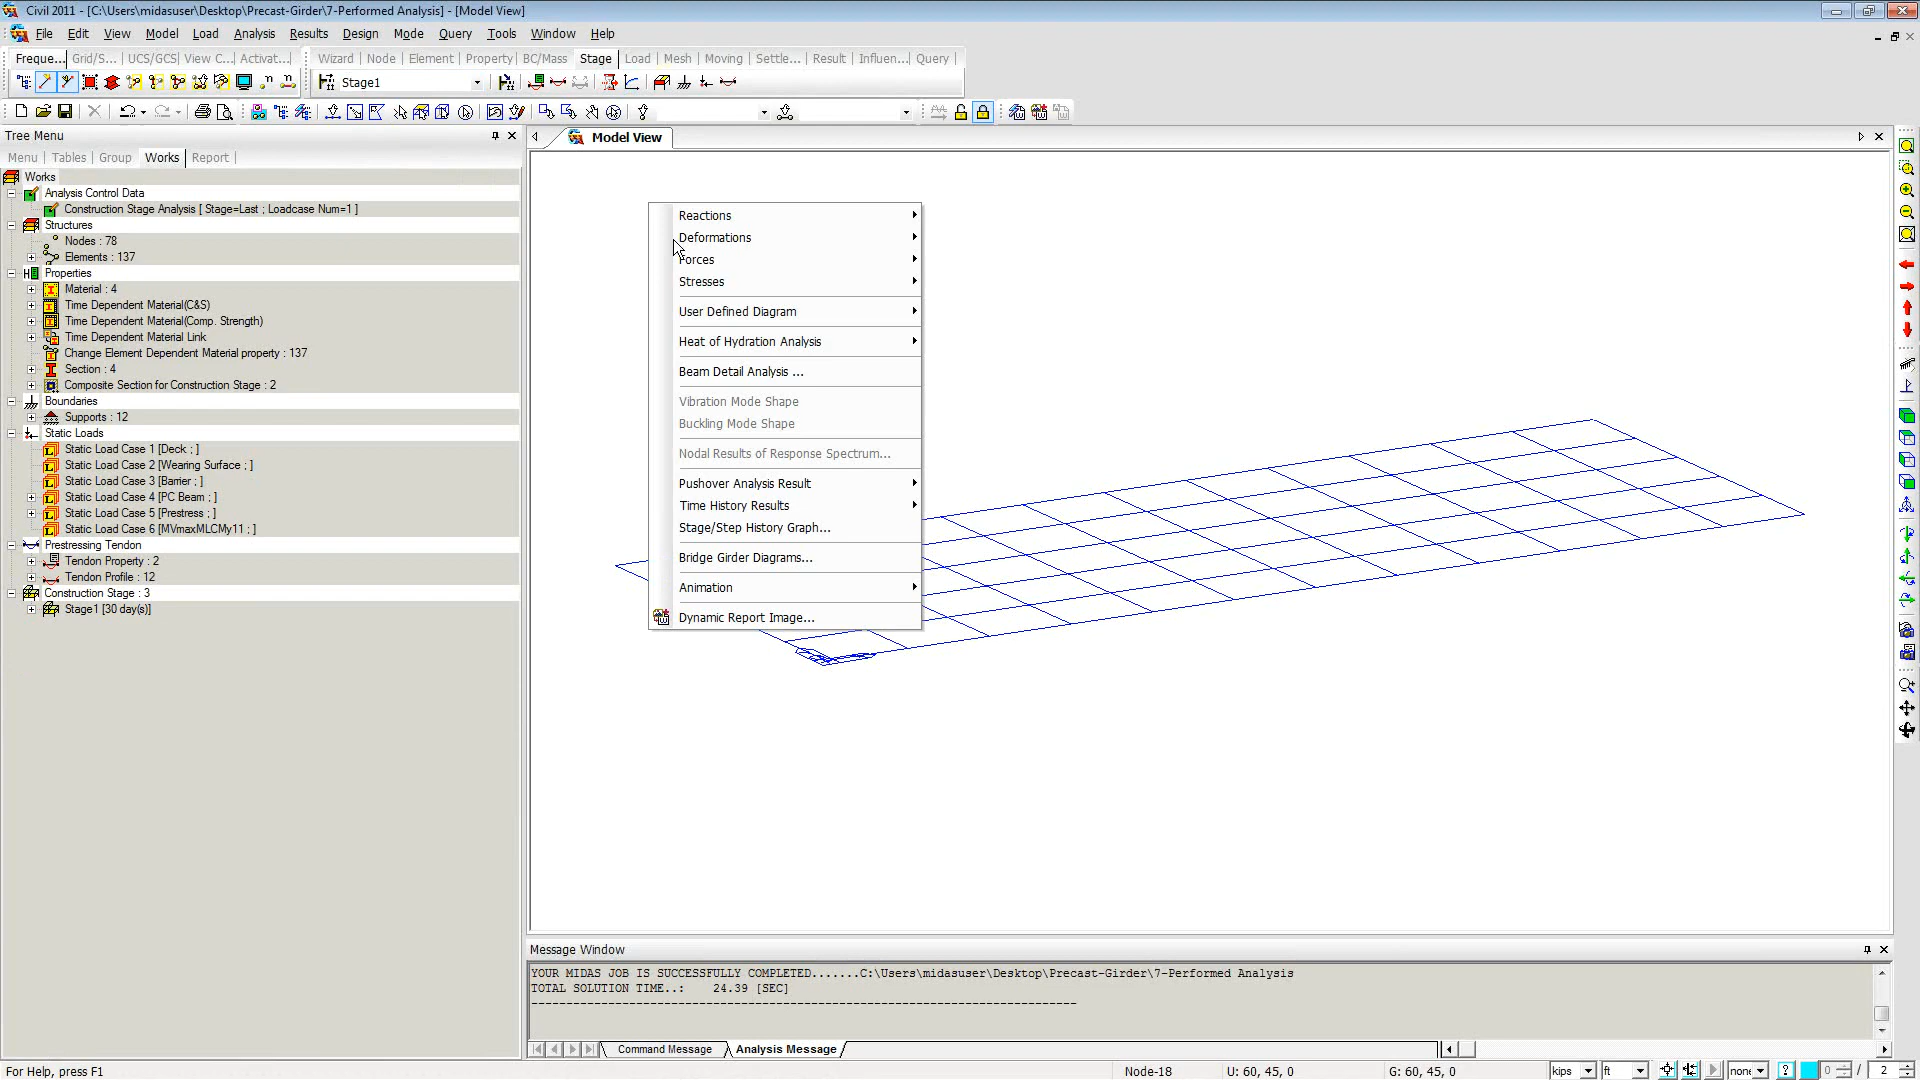 Civil 2011 - [C:\Users\midasuser\Desktop\Precast-Girder\7-Performed Analysis] - [Model View]
File Edit View Model Load Analysis Results Design Mode Query Tools Window Help
Freque... Grid/S... UCS/GCS View C... Activat... Wizard Node Element Property BC/Mass Stage Load Mesh Moving Settle... Result Influen... Query
Stage1
Tree Menu
Model View
Menu Tables Group Works Report
Works
Analysis Control Data
Construction Stage Analysis [ Stage=Last ; Loadcase Num=1 ]
Structures
Nodes : 78
Elements : 137
Properties
Material : 4
Time Dependent Material(C&S)
Time Dependent Material(Comp. Strength)
Time Dependent Material Link
Change Element Dependent Material property : 137
Section : 4
Composite Section for Construction Stage : 2
Boundaries
Supports : 12
Static Loads
Static Load Case 1 [Deck ; ]
Static Load Case 2 [Wearing Surface ; ]
Static Load Case 3 [Barrier ; ]
Static Load Case 4 [PC Beam ; ]
Static Load Case 5 [Prestress ; ]
Static Load Case 6 [MVmaxMLCMy11 ; ]
Prestressing Tendon
Tendon Property : 2
Tendon Profile : 12
Construction Stage : 3
Stage1 [30 day(s)]
Reactions
Deformations
Forces
Stresses
User Defined Diagram
Heat of Hydration Analysis
Beam Detail Analysis ...
Vibration Mode Shape
Buckling Mode Shape
Nodal Results of Response Spectrum...
Pushover Analysis Result
Time History Results
Stage/Step History Graph...
Bridge Girder Diagrams...
Animation
Dynamic Report Image...
Message Window
YOUR MIDAS JOB IS SUCCESSFULLY COMPLETED.......C:\Users\midasuser\Desktop\Precast-Girder\7-Performed Analysis
TOTAL SOLUTION TIME..: 24.39 [SEC]
Command Message Analysis Message
For Help, press F1 Node-18 U: 60, 45, 0 G: 60, 45, 0 kips ft none 0 / 2